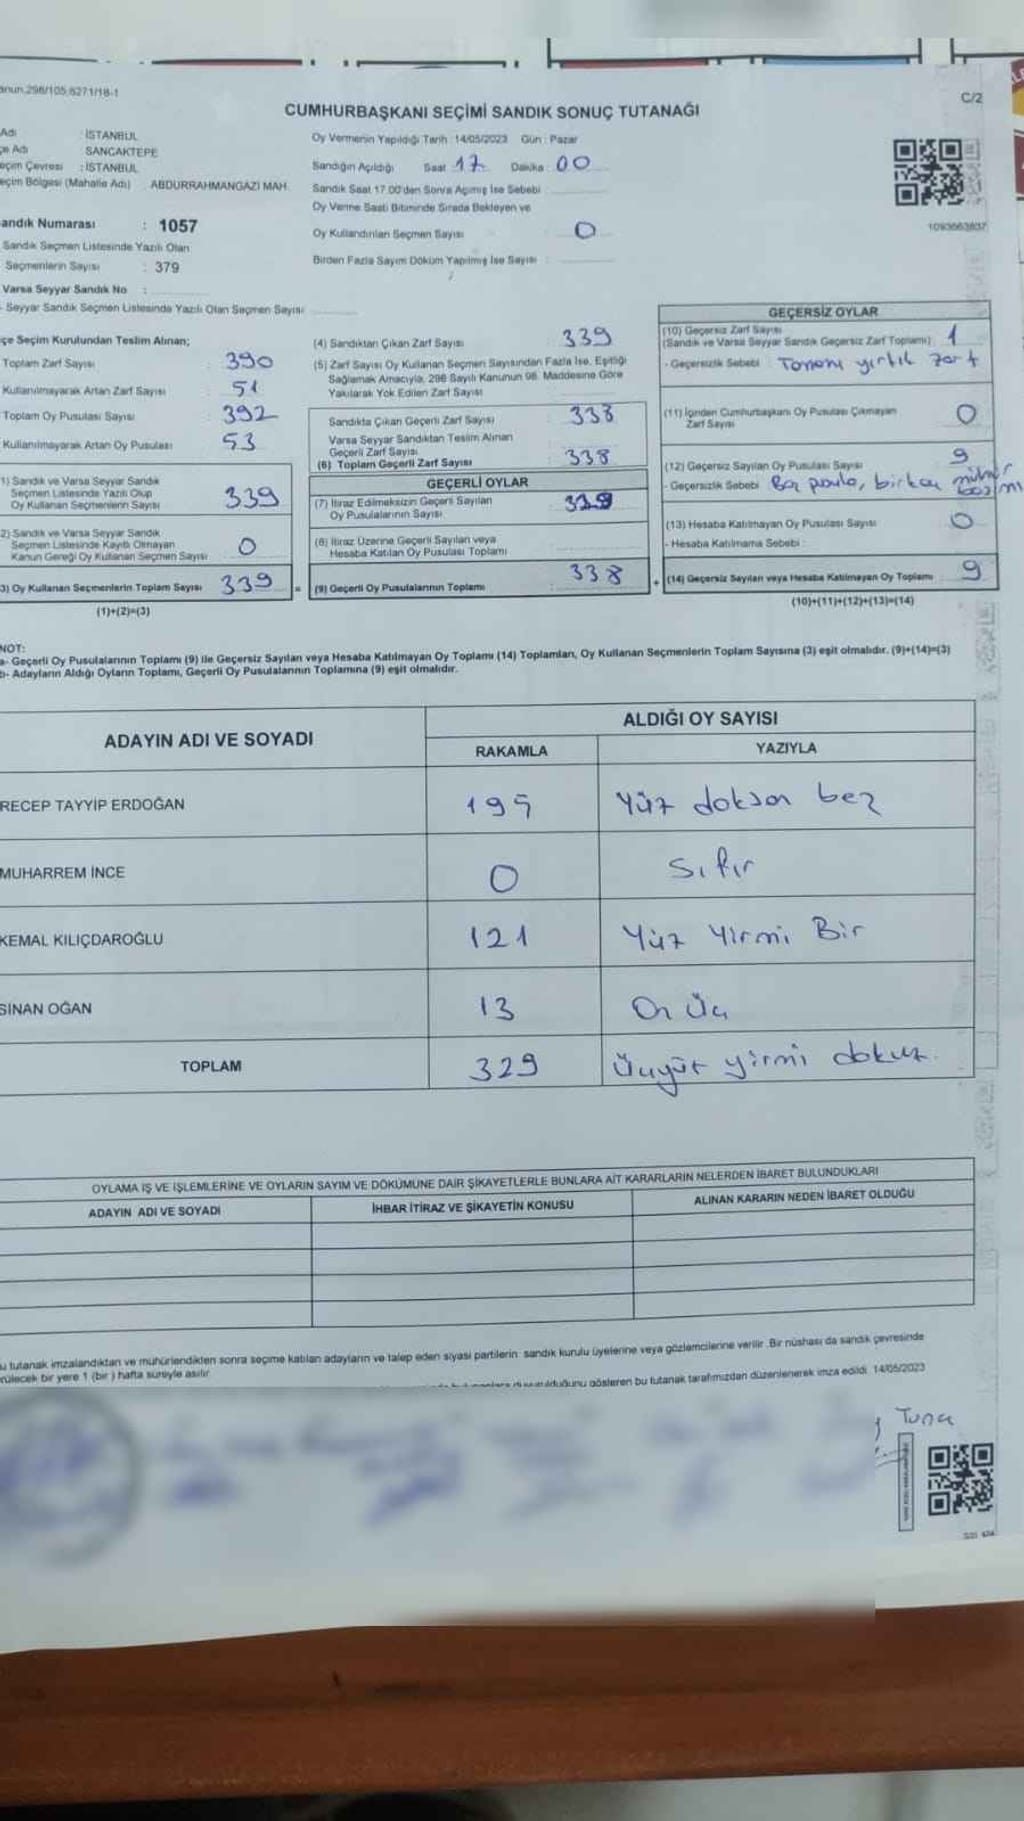 anun,298/105,6271/18-1
C/2
CUMHURBAŞKANI SEÇİMİ SANDIK SONUÇ TUTANAĞI
Adı : İSTANBUL
çe Adı SANCAKTEPE
eçim Çevresi : İSTANBUL
eçim Bölgesi (Mahalle Adı) ABDURRAHMANGAZİ MAH.
Oy Vermenin Yapıldığı Tarih : 14/05/2023 Gün : Pazar
Sandığın Açıldığı Saat : 17 Dakika : 00
Sandık Saat 17.00'den Sonra Açılmış İse Sebebi :
Oy Verme Saati Bitiminde Sırada Bekleyen ve
Oy Kullandırılan Seçmen Sayısı : 0
Birden Fazla Sayım Döküm Yapılmış İse Sayısı :
1093663837
andık Numarası : 1057
Sandık Seçmen Listesinde Yazılı Olan
Seçmenlerin Sayısı : 379
Varsa Seyyar Sandık No :
- Seyyar Sandık Seçmen Listesinde Yazılı Olan Seçmen Sayısı
çe Seçim Kurulundan Teslim Alınan;
Toplam Zarf Sayısı : 390
Kullanılmayarak Artan Zarf Sayısı : 51
Toplam Oy Pusulası Sayısı : 392
Kullanılmayarak Artan Oy Pusulası : 53
1) Sandık ve Varsa Seyyar Sandık
Seçmen Listesinde Yazılı Olup
Oy Kullanan Seçmenlerin Sayısı : 339
2) Sandık ve Varsa Seyyar Sandık
Seçmen Listesinde Kayıtlı Olmayan
Kanun Gereği Oy Kullanan Seçmen Sayısı : 0
3) Oy Kullanan Seçmenlerin Toplam Sayısı 339 =
(1)+(2)=(3)
(4) Sandıktan Çıkan Zarf Sayısı : 339
(5) Zarf Sayısı Oy Kullanan Seçmen Sayısından Fazla İse, Eşitliği
Sağlamak Amacıyla, 298 Sayılı Kanunun 98. Maddesine Göre
Yakılarak Yok Edilen Zarf Sayısı
Sandıkta Çıkan Geçerli Zarf Sayısı : 338
Varsa Seyyar Sandıktan Teslim Alınan
Geçerli Zarf Sayısı
(6) Toplam Geçerli Zarf Sayısı : 338
GEÇERLİ OYLAR
(7) İtiraz Edilmeksizin Geçerli Sayılan
Oy Pusulalarının Sayısı
(8) İtiraz Üzerine Geçerli Sayılan veya
Hesaba Katılan Oy Pusulası Toplamı
(9) Geçerli Oy Pusulalarının Toplamı : 338 +
GEÇERSİZ OYLAR
(10) Geçersiz Zarf Sayısı
(Sandık ve Varsa Seyyar Sandık Geçersiz Zarf Toplamı) : 1
- Geçersizlik Sebebi : Tamamı yırtık zarf
(11) İçinden Cumhurbaşkanı Oy Pusulası Çıkmayan
Zarf Sayısı 0
(12) Geçersiz Sayılan Oy Pusulası Sayısı 9
- Geçersizlik Sebebi Boş pusula, birkaç mühür
(13) Hesaba Katılmayan Oy Pusulası Sayısı 0
- Hesaba Katılmama Sebebi :
(14) Geçersiz Sayılan veya Hesaba Katılmayan Oy Toplamı : 9
(10)+(11)+(12)+(13)=(14)
NOT:
a- Geçerli Oy Pusulalarının Toplamı (9) ile Geçersiz Sayılan veya Hesaba Katılmayan Oy Toplamı (14) Toplamları, Oy Kullanan Seçmenlerin Toplam Sayısına (3) eşit olmalıdır. (9)+(14)=(3)
b- Adayların Aldığı Oyların Toplamı, Geçerli Oy Pusulalarının Toplamına (9) eşit olmalıdır.
ADAYIN ADI VE SOYADI
ALDIĞI OY SAYISI
RAKAMLA YAZIYLA
RECEP TAYYİP ERDOĞAN 195 Yüz doksan beş
MUHARREM İNCE 0 Sıfır
KEMAL KILIÇDAROĞLU 121 Yüz Yirmi Bir
SİNAN OĞAN 13 On Üç
TOPLAM 329 Üçyüz yirmi dokuz.
OYLAMA İŞ VE İŞLEMLERİNE VE OYLARIN SAYIM VE DÖKÜMÜNE DAİR ŞİKAYETLERLE BUNLARA AİT KARARLARIN NELERDEN İBARET BULUNDUKLARI
ADAYIN ADI VE SOYADI İHBAR İTİRAZ VE ŞİKAYETİN KONUSU ALINAN KARARIN NEDEN İBARET OLDUĞU
u tutanak imzalandıktan ve mühürlendikten sonra seçime katılan adayların ve talep eden siyasi partilerin sandık kurulu üyelerine veya gözlemcilerine verilir. Bir nüshası da sandık çevresinde
rülecek bir yere 1 (bir ) hafta süreyle asılır.
gösteren bu tutanak tarafımızdan düzenlenerek imza edildi. 14/05/2023
Tuna